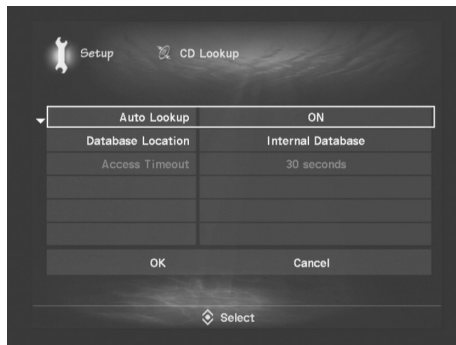 Setup CD Lookup
Auto Lookup ON
Database Location Internal Database
Access Timeout 30 seconds
OK Cancel
Select